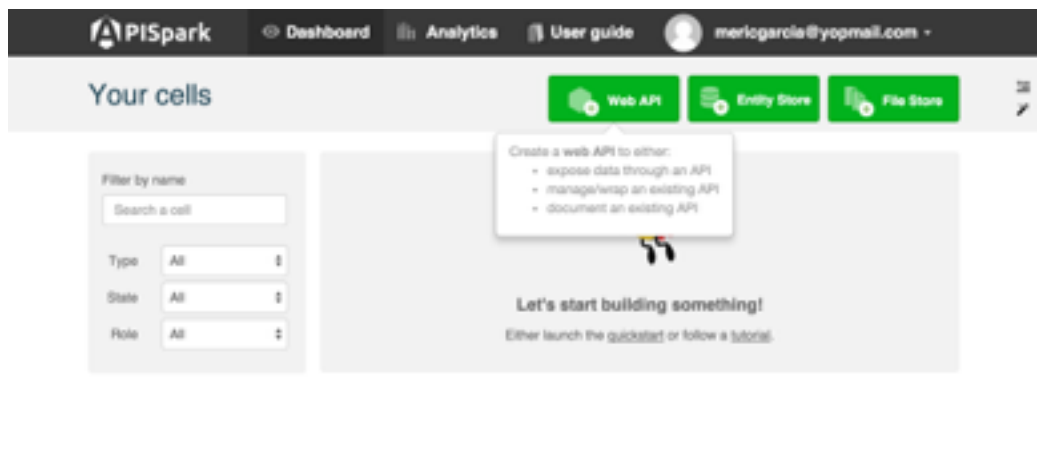 APISpark
Dashboard
Analytics
User guide
mericgarcia@yopmail.com
Your cells
Web API
Entity Store
File Store
Create a web API to either:
expose data through an API
manage/wrap an existing API
document an existing API
Filter by name
Search a cell
Type All
State All
Role All
Let's start building something!
Either launch the quickstart or follow a tutorial.